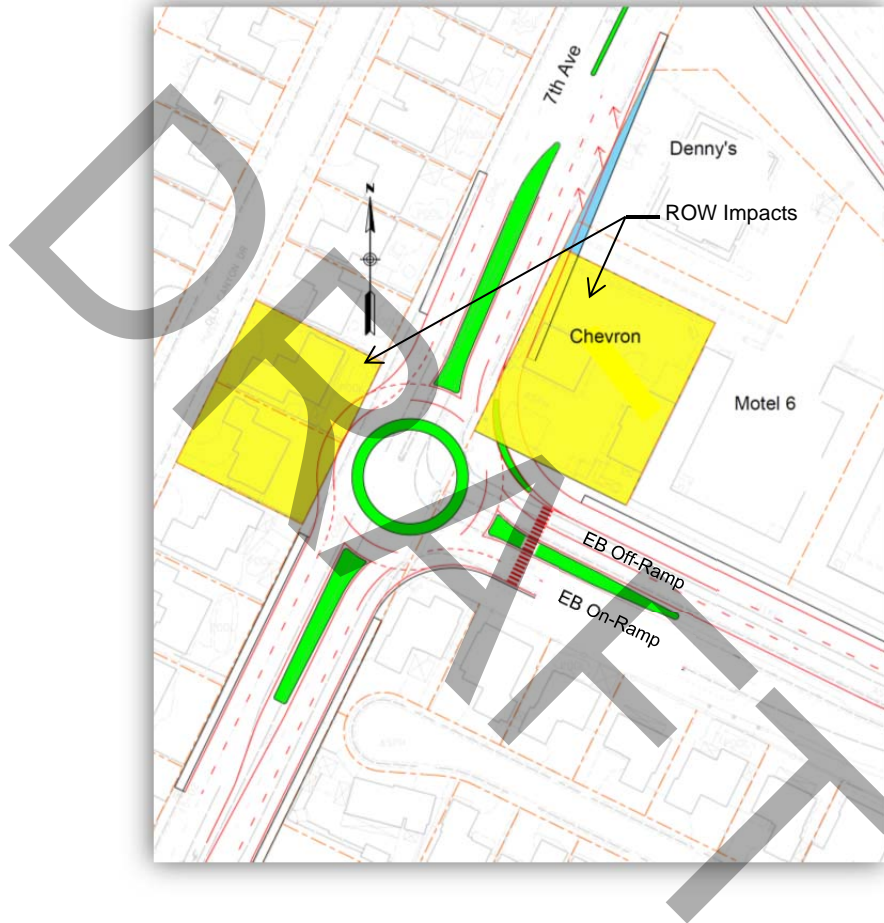 7th Ave
Denny's
N
ROW Impacts
Chevron
Motel 6
EB Off-Ramp
EB On-Ramp
DRAFT